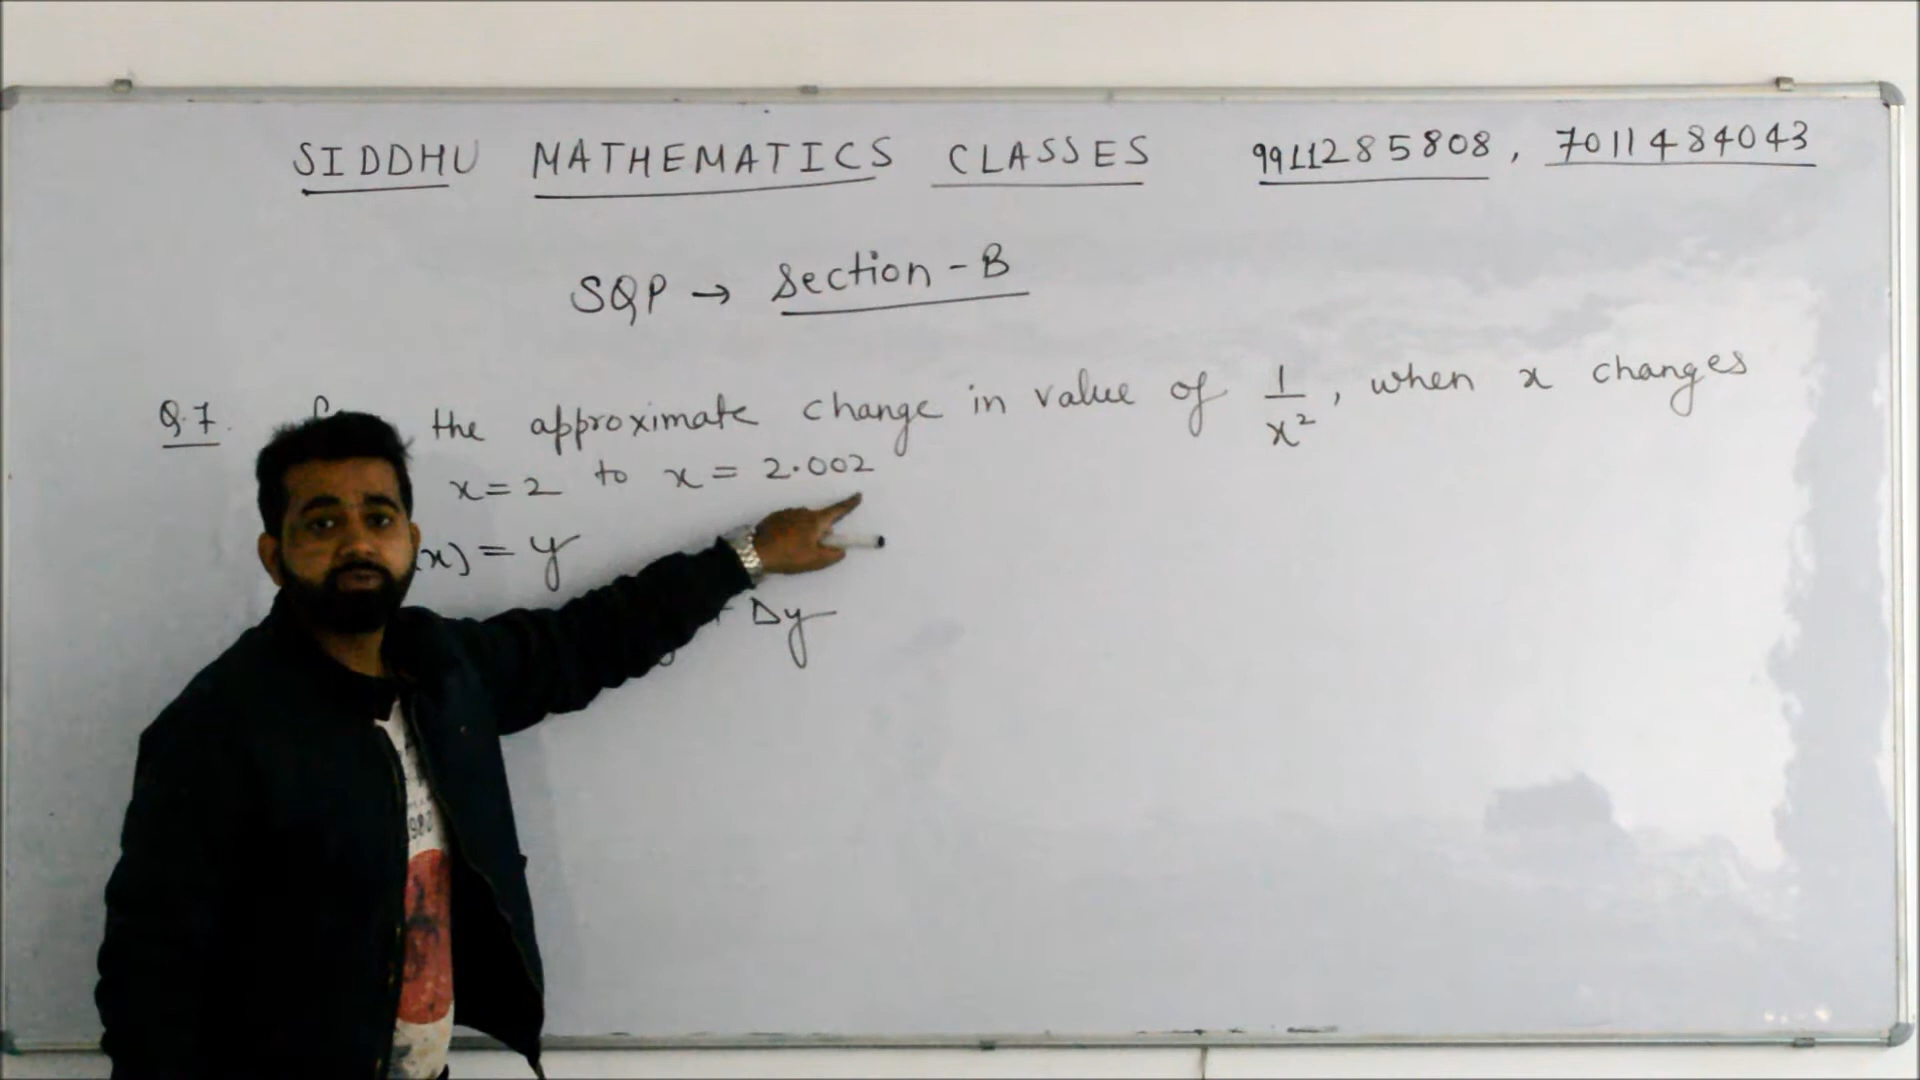 SIDDHU MATHEMATICS CLASSES 9911285808, 7011484043
SQP → Section-B
Q.7. the approximate change in value of 1/x², when x changes
x=2 to x = 2.002
(x) = y
Δy
1980